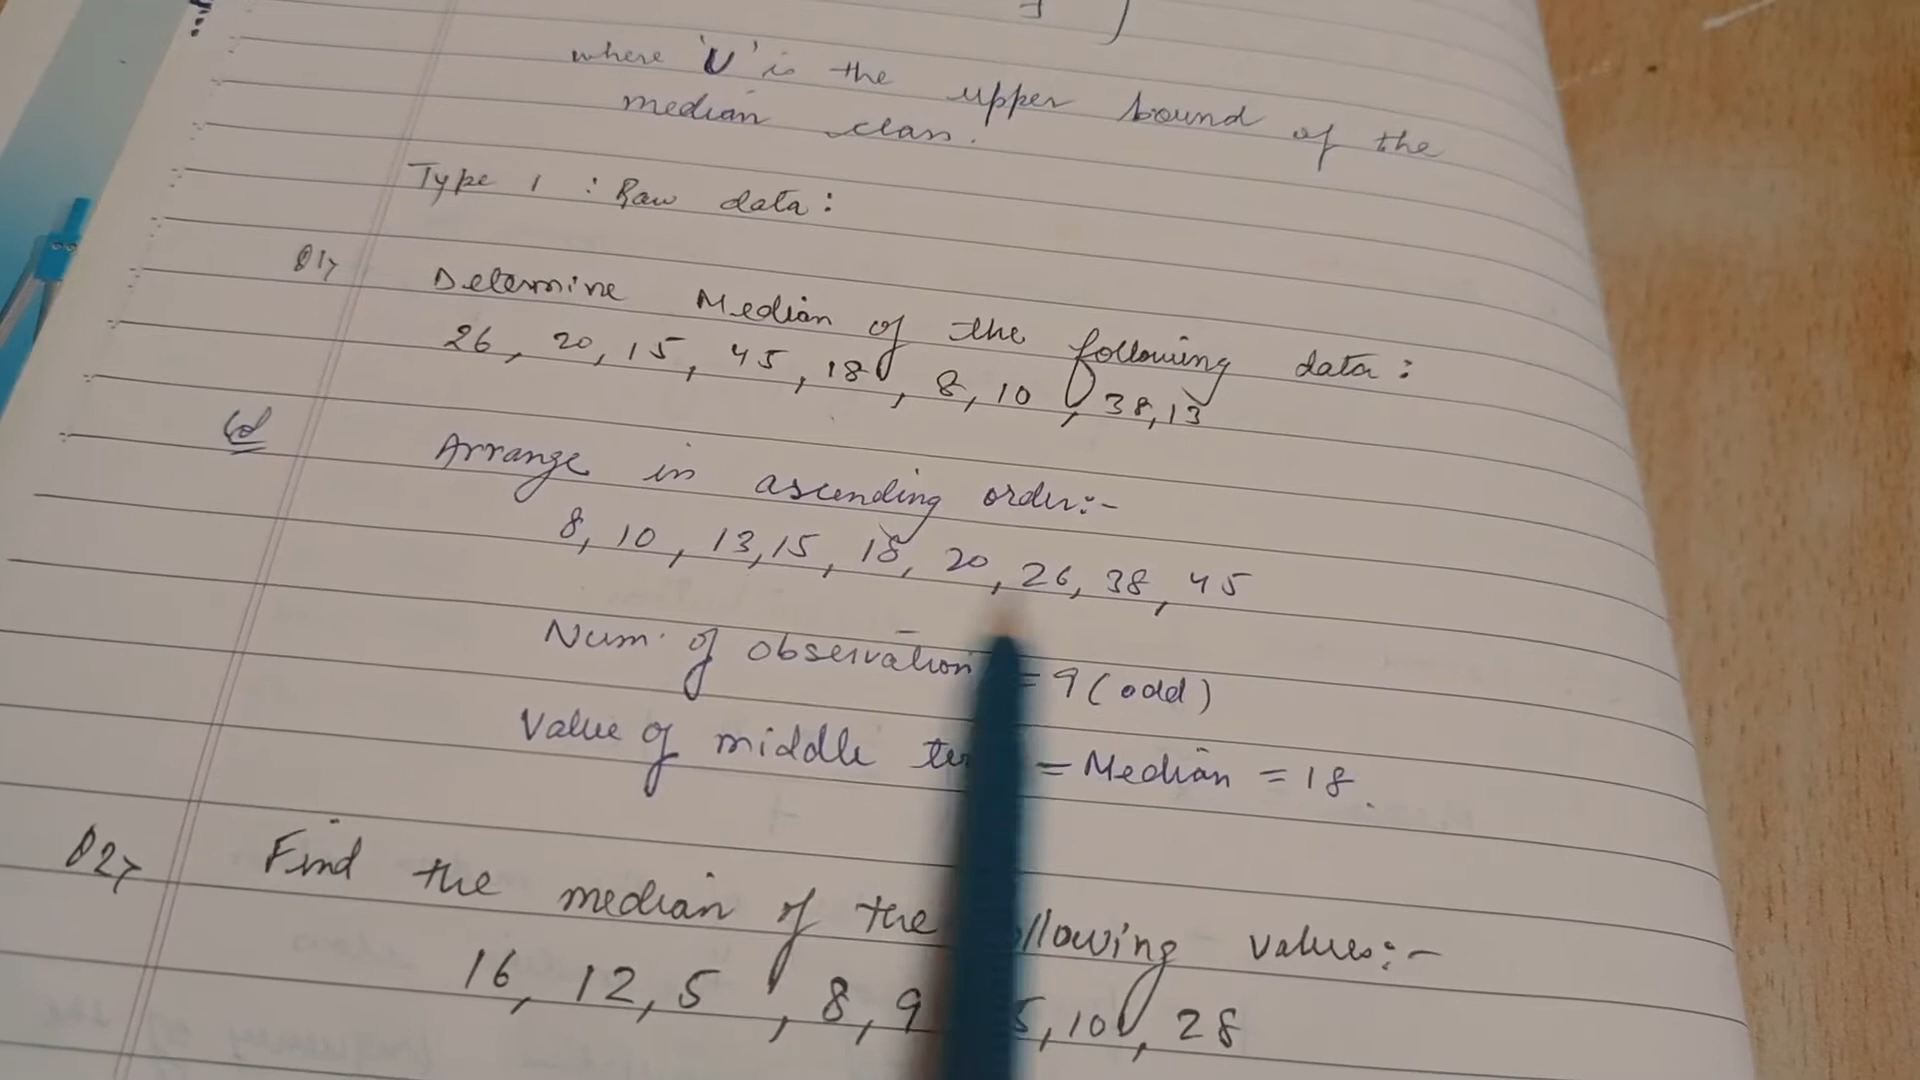 where 'U' is the upper bound of the
median class.
Type 1 : Raw data:
Q1> Determine Median of the following data:
26, 20, 15, 45, 18, 8, 10, 38, 13
Sol Arrange in ascending order:-
8, 10, 13, 15, 18, 20, 26, 38, 45
Num. of observation = 9 (odd)
Value of middle = Median = 18.
Q2> Find the median of the values:-
16, 12, 5, 8, 9 10, 28